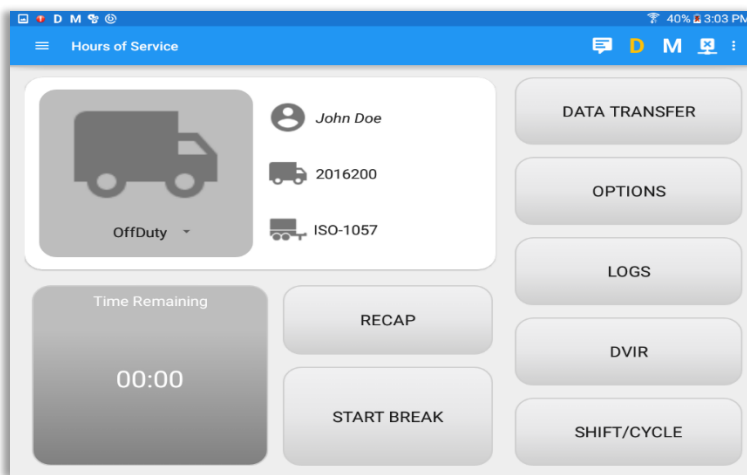 D M 40% 3:03 PM
Hours of Service
D M
John Doe
2016200
ISO-1057
OffDuty
Time Remaining
00:00
RECAP
START BREAK
DATA TRANSFER
OPTIONS
LOGS
DVIR
SHIFT/CYCLE